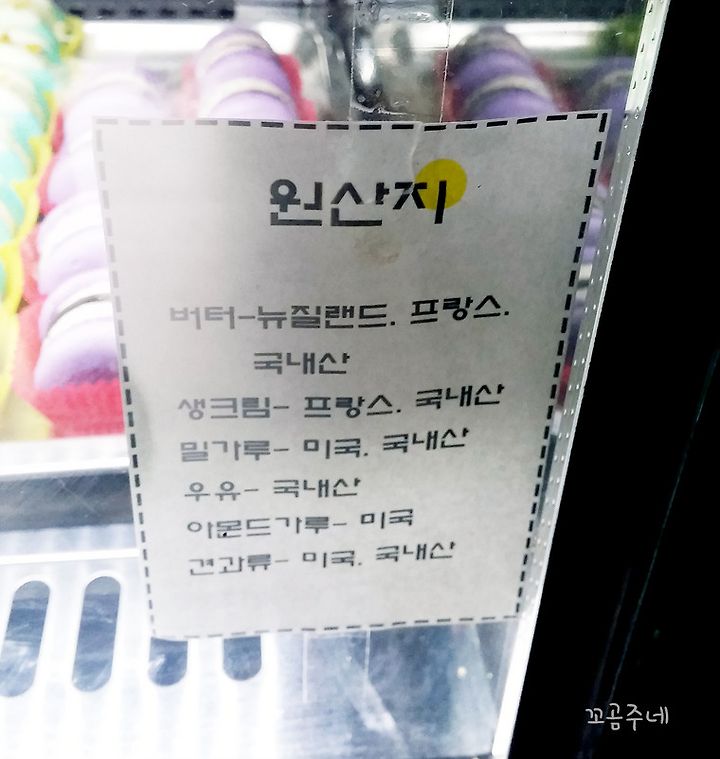 원산지
버터-뉴질랜드. 프랑스.
국내산
생크림- 프랑스. 국내산
밀가루- 미국. 국내산
우유- 국내산
아몬드가루- 미국
견과류- 미국. 국내산
꼬곰주네